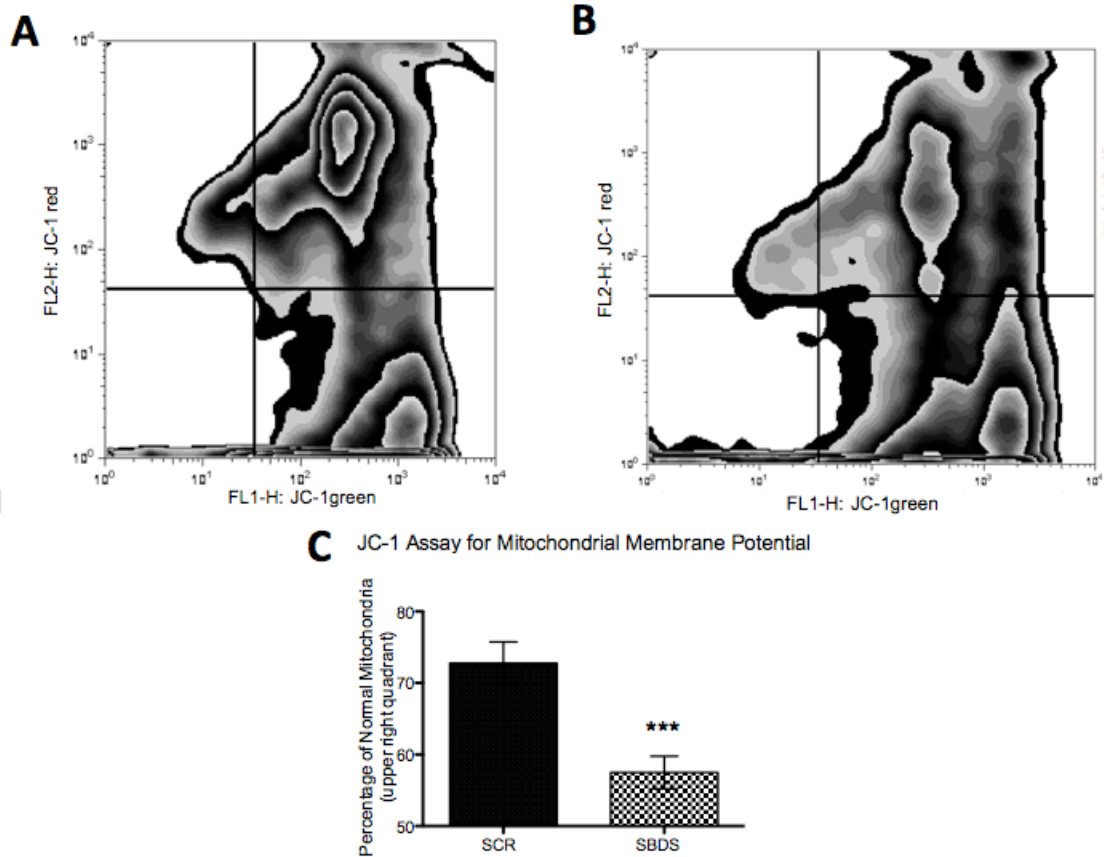 A
B
10⁴
10³
10²
10¹
10⁰
FL2-H: JC-1 red
10⁰
10¹
10²
10³
10⁴
FL1-H: JC-1green
10⁴
10³
10²
10¹
10⁰
FL2-H: JC-1 red
10⁰
10¹
10²
10³
10⁴
FL1-H: JC-1green
C
JC-1 Assay for Mitochondrial Membrane Potential
Percentage of Normal Mitochondria
(upper right quadrant)
80
70
60
50
***
SCR
SBDS